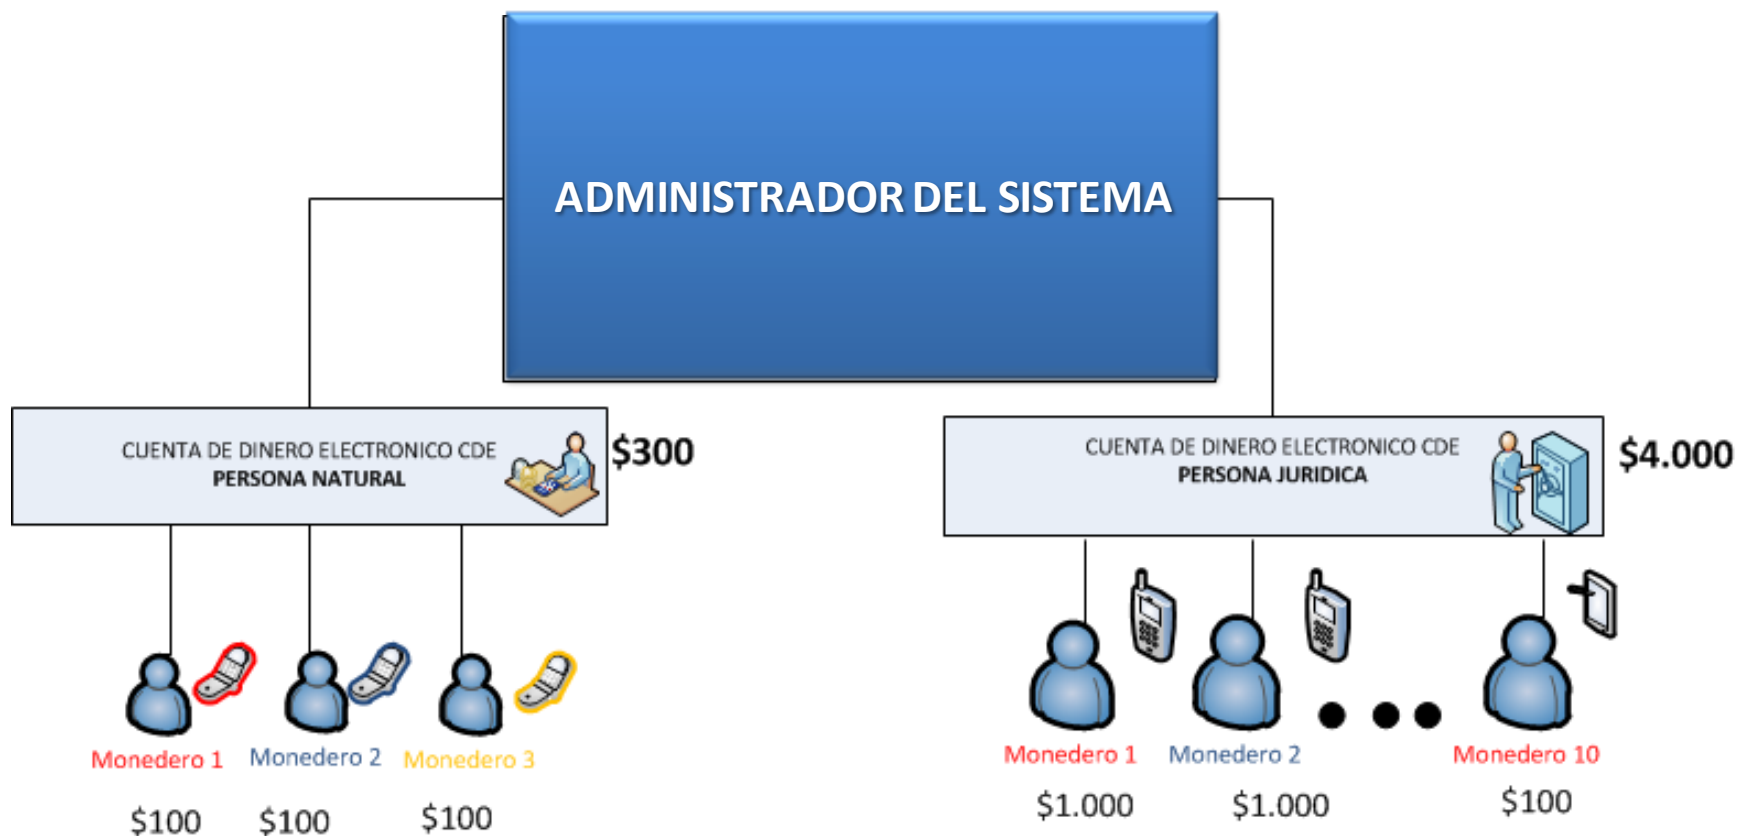 ADMINISTRADOR DEL SISTEMA
CUENTA DE DINERO ELECTRONICO CDE
PERSONA NATURAL
$300
CUENTA DE DINERO ELECTRONICO CDE
PERSONA JURIDICA
$4.000
Monedero 1
Monedero 2
Monedero 3
$100
$100
$100
Monedero 1
Monedero 2
Monedero 10
$1.000
$1.000
$100